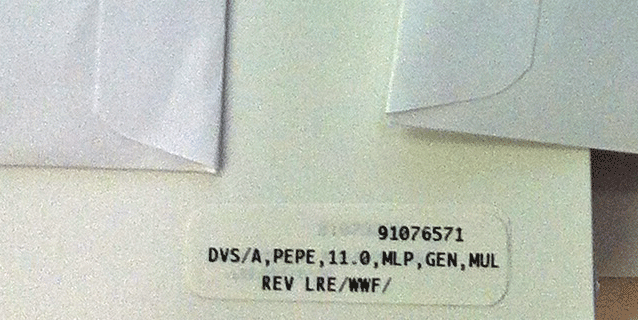 91076571
DVS/A,PEPE,11.0,MLP,GEN,MUL
REV LRE/WWF/